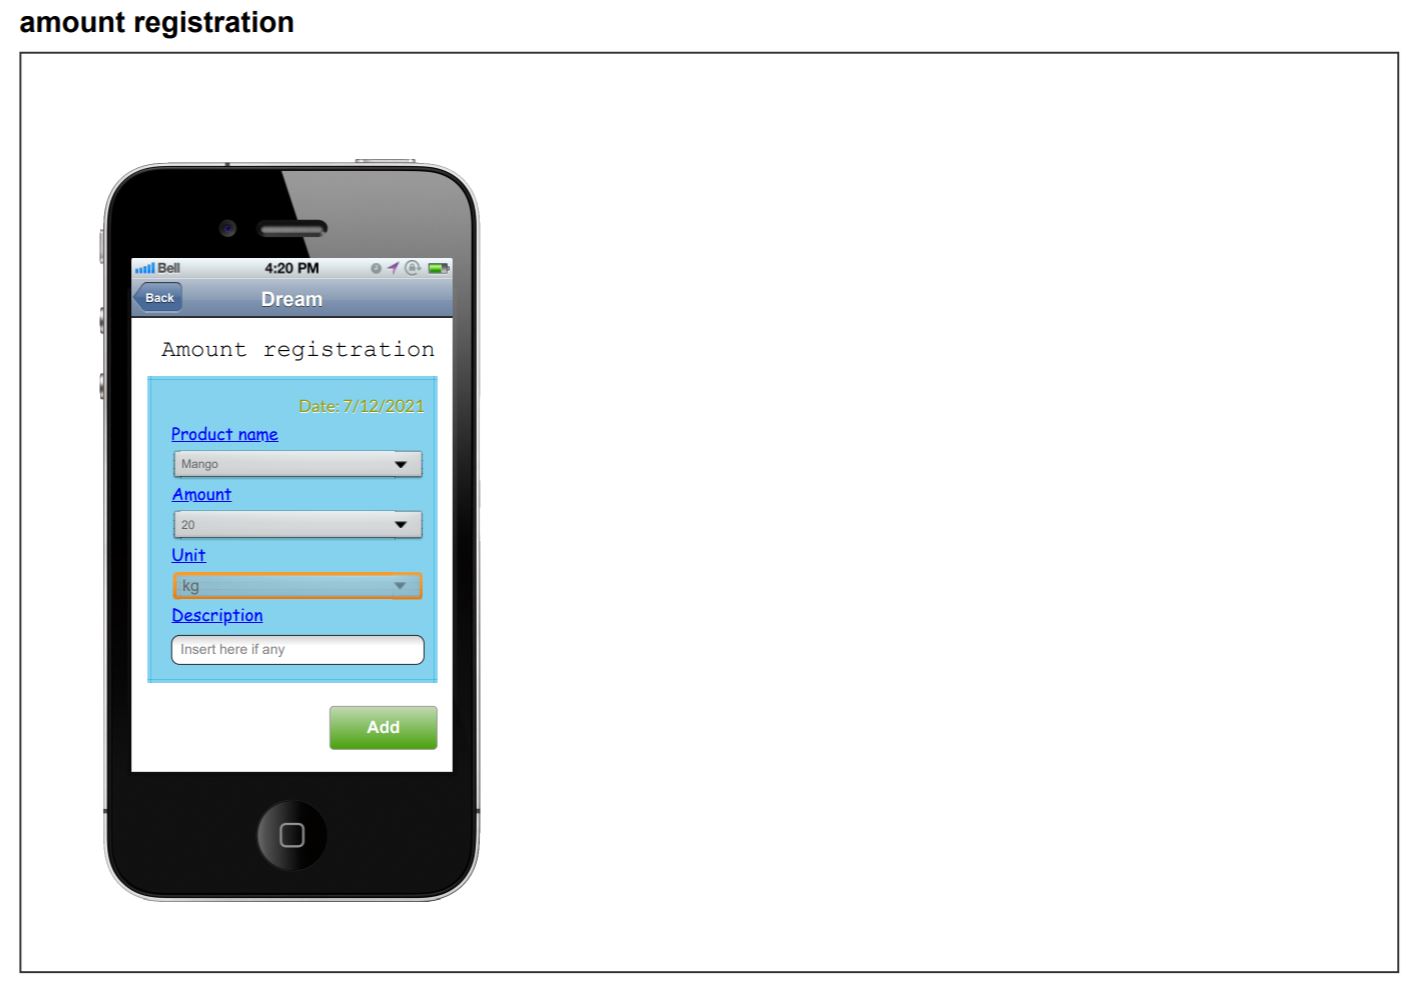 amount registration
Bell 4:20 PM
Back Dream
Amount registration
Date: 7/12/2021
Product name
Mango
Amount
20
Unit
kg
Description
Insert here if any
Add